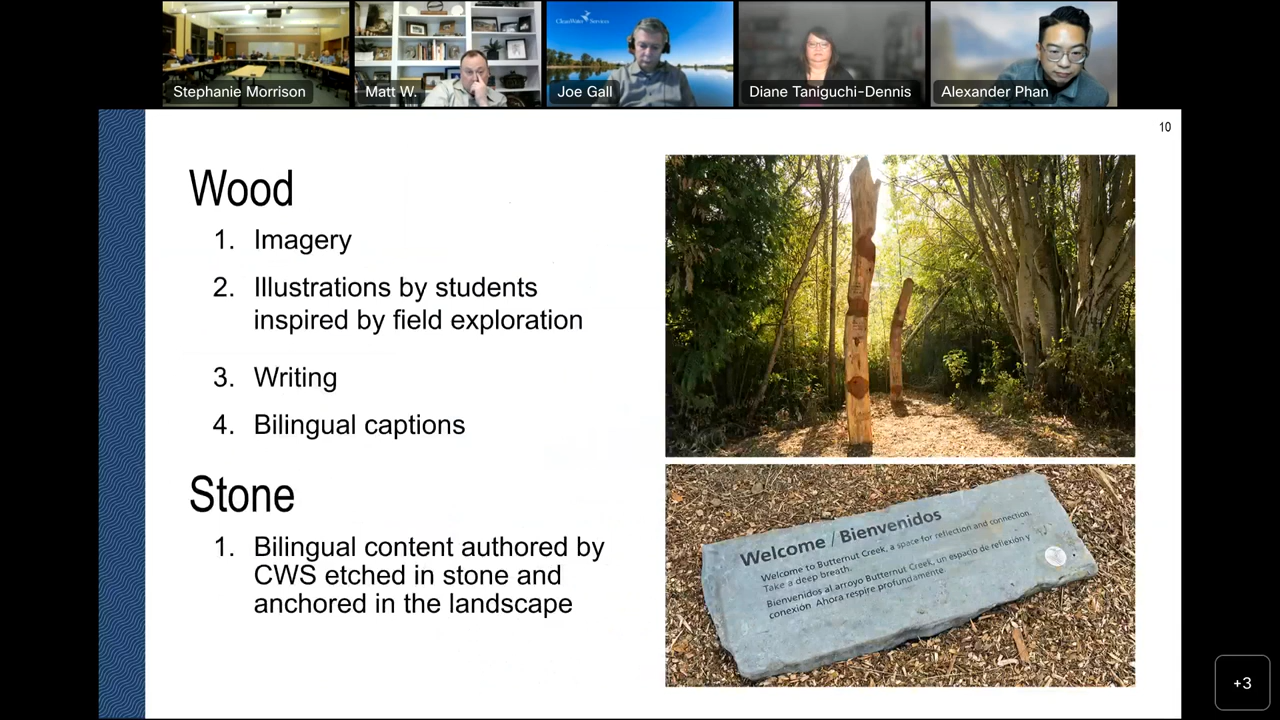 CleanWater Services
Stephanie Morrison
Matt W.
Joe Gall
Diane Taniguchi-Dennis
Alexander Phan
10
Wood
1. Imagery
2. Illustrations by students
inspired by field exploration
3. Writing
4. Bilingual captions
Stone
1. Bilingual content authored by
CWS etched in stone and
anchored in the landscape
Welcome / Bienvenidos
Welcome to Butternut Creek, a space for reflection and connection.
Take a deep breath.
Bienvenidos al arroyo Butternut Creek, un espacio de reflexión y
conexión Ahora respire profundamente.
+3